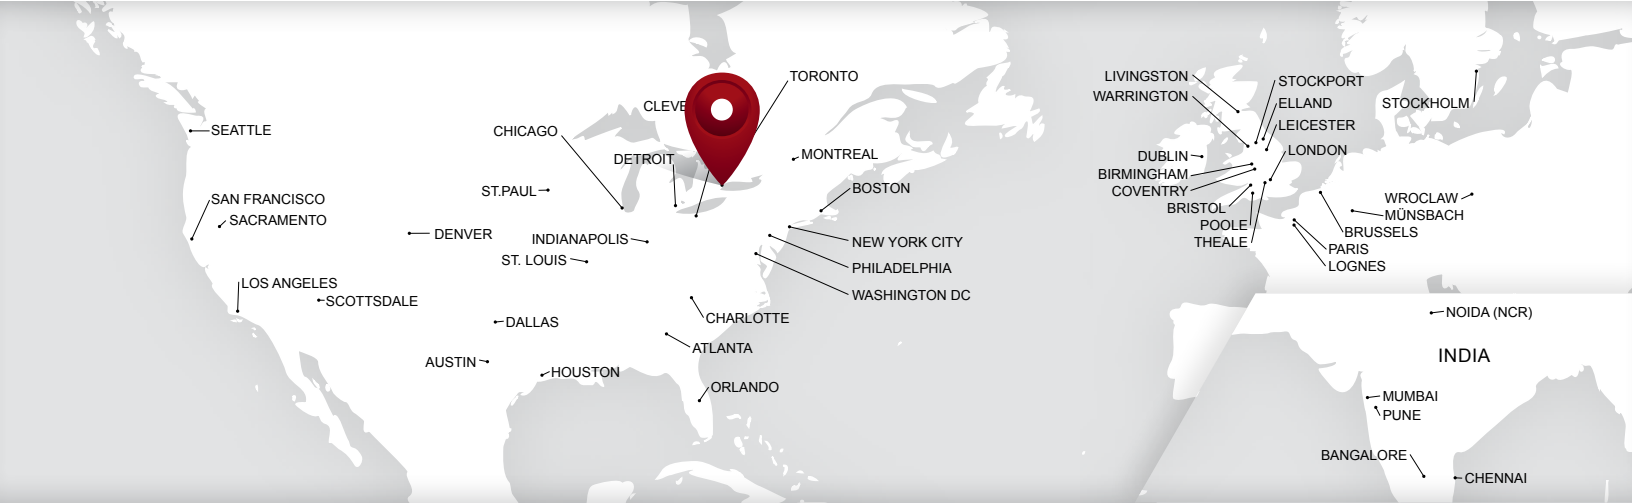 TORONTO
CLEVE
CHICAGO
SEATTLE
DETROIT
MONTREAL
ST.PAUL
BOSTON
SAN FRANCISCO
SACRAMENTO
DENVER
INDIANAPOLIS
NEW YORK CITY
ST. LOUIS
PHILADELPHIA
LOS ANGELES
SCOTTSDALE
WASHINGTON DC
DALLAS
CHARLOTTE
ATLANTA
AUSTIN
HOUSTON
ORLANDO
LIVINGSTON
WARRINGTON
STOCKPORT
ELLAND
STOCKHOLM
LEICESTER
DUBLIN
LONDON
BIRMINGHAM
COVENTRY
BRISTOL
POOLE
THEALE
WROCLAW
MÜNSBACH
BRUSSELS
PARIS
LOGNES
NOIDA (NCR)
INDIA
MUMBAI
PUNE
BANGALORE
CHENNAI